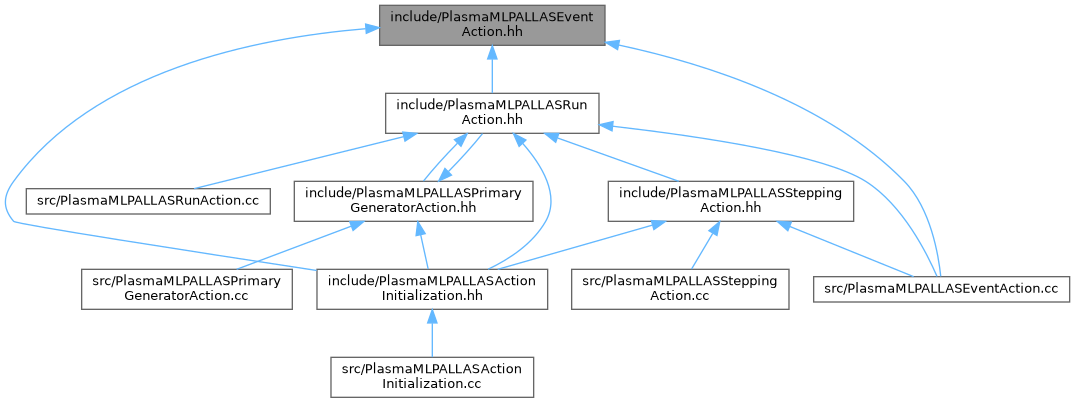 include/PlasmaMLPALLASEvent
Action.hh
include/PlasmaMLPALLASRun
Action.hh
src/PlasmaMLPALLASRunAction.cc
include/PlasmaMLPALLASPrimary
GeneratorAction.hh
include/PlasmaMLPALLASStepping
Action.hh
src/PlasmaMLPALLASPrimary
GeneratorAction.cc
include/PlasmaMLPALLASAction
Initialization.hh
src/PlasmaMLPALLASStepping
Action.cc
src/PlasmaMLPALLASEventAction.cc
src/PlasmaMLPALLASAction
Initialization.cc